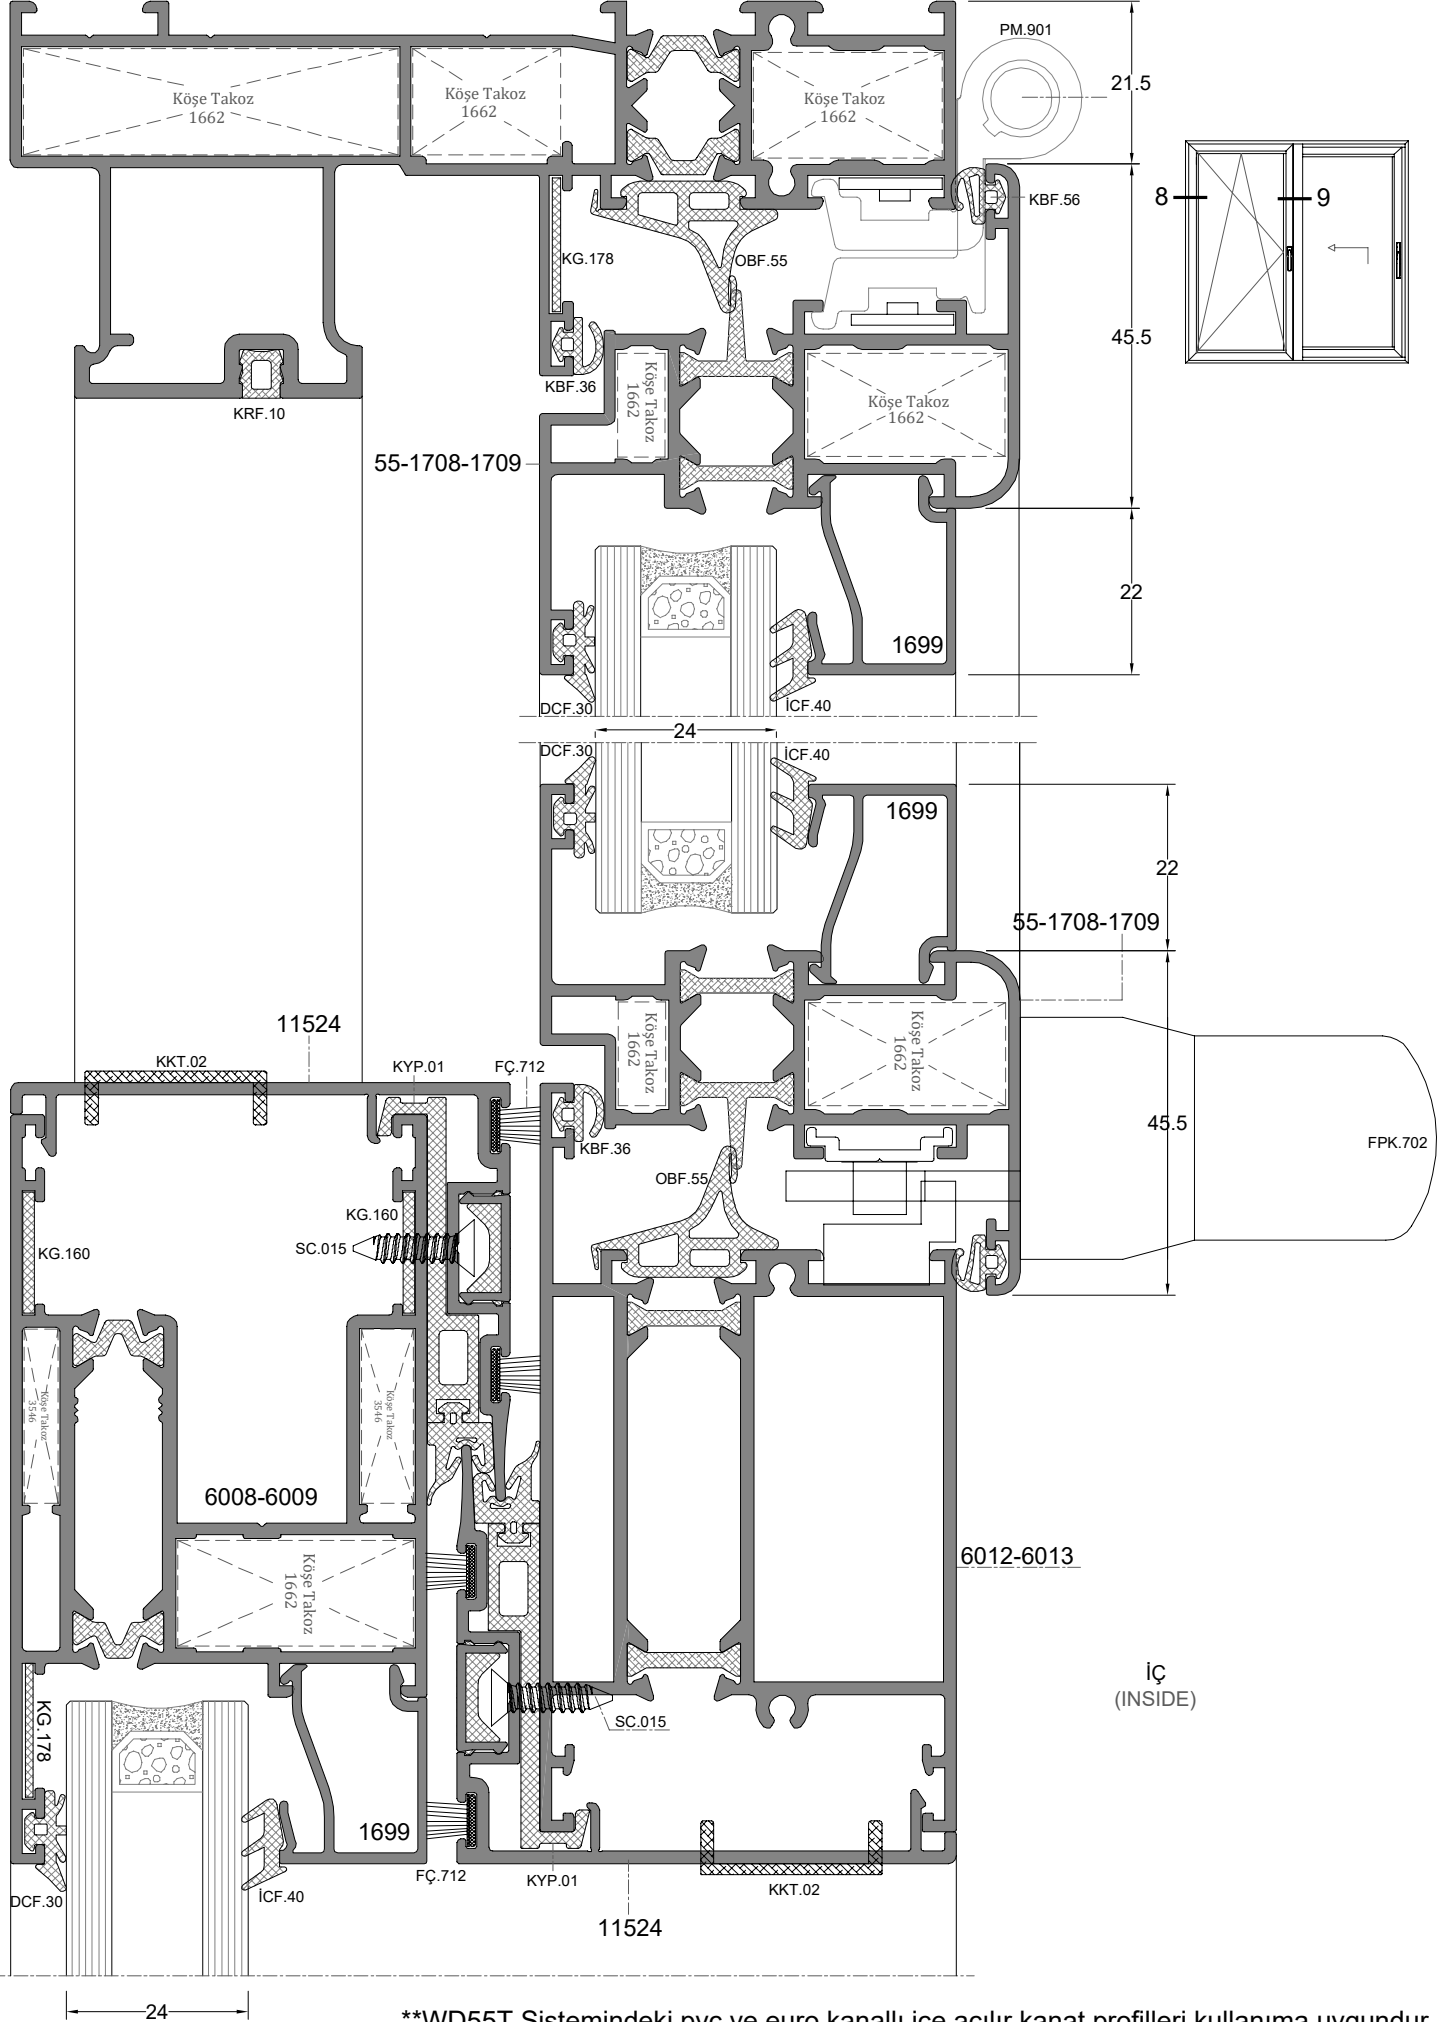 PM.901
21.5
Köşe Takoz
1662
Köşe Takoz
1662
Köşe Takoz
1662
8
9
KBF.56
KG.178
OBF.55
45.5
KBF.36
Köşe Takoz
1662
Köşe Takoz
1662
KRF.10
55-1708-1709
22
1699
DCF.30
İCF.40
24
DCF.30
İCF.40
1699
22
55-1708-1709
11524
KKT.02
KYP.01
FÇ.712
Köşe Takoz
1662
Köşe Takoz
1662
45.5
FPK.702
KBF.36
OBF.55
KG.160
KG.160
SC.015
Köşe Takoz
3546
Köşe Takoz
3546
6008-6009
6012-6013
Köşe Takoz
1662
İÇ
(INSIDE)
KG.178
SC.015
1699
FÇ.712
KYP.01
KKT.02
DCF.30
İCF.40
11524
24
**WD55T Sistemindeki pvc ve euro kanallı içe açılır kanat profilleri kullanıma uygundur.